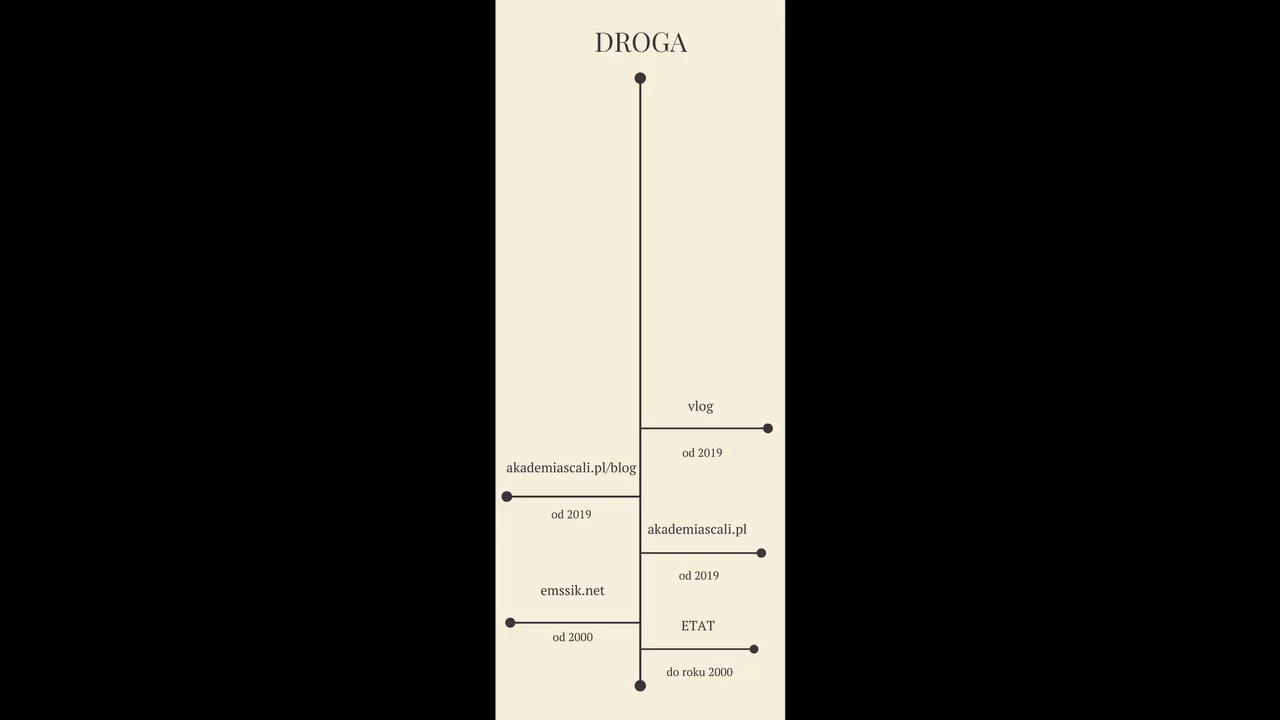 DROGA
vlog
od 2019
akademiascali.pl/blog
od 2019
akademiascali.pl
od 2019
emssik.net
od 2000
ETAT
do roku 2000